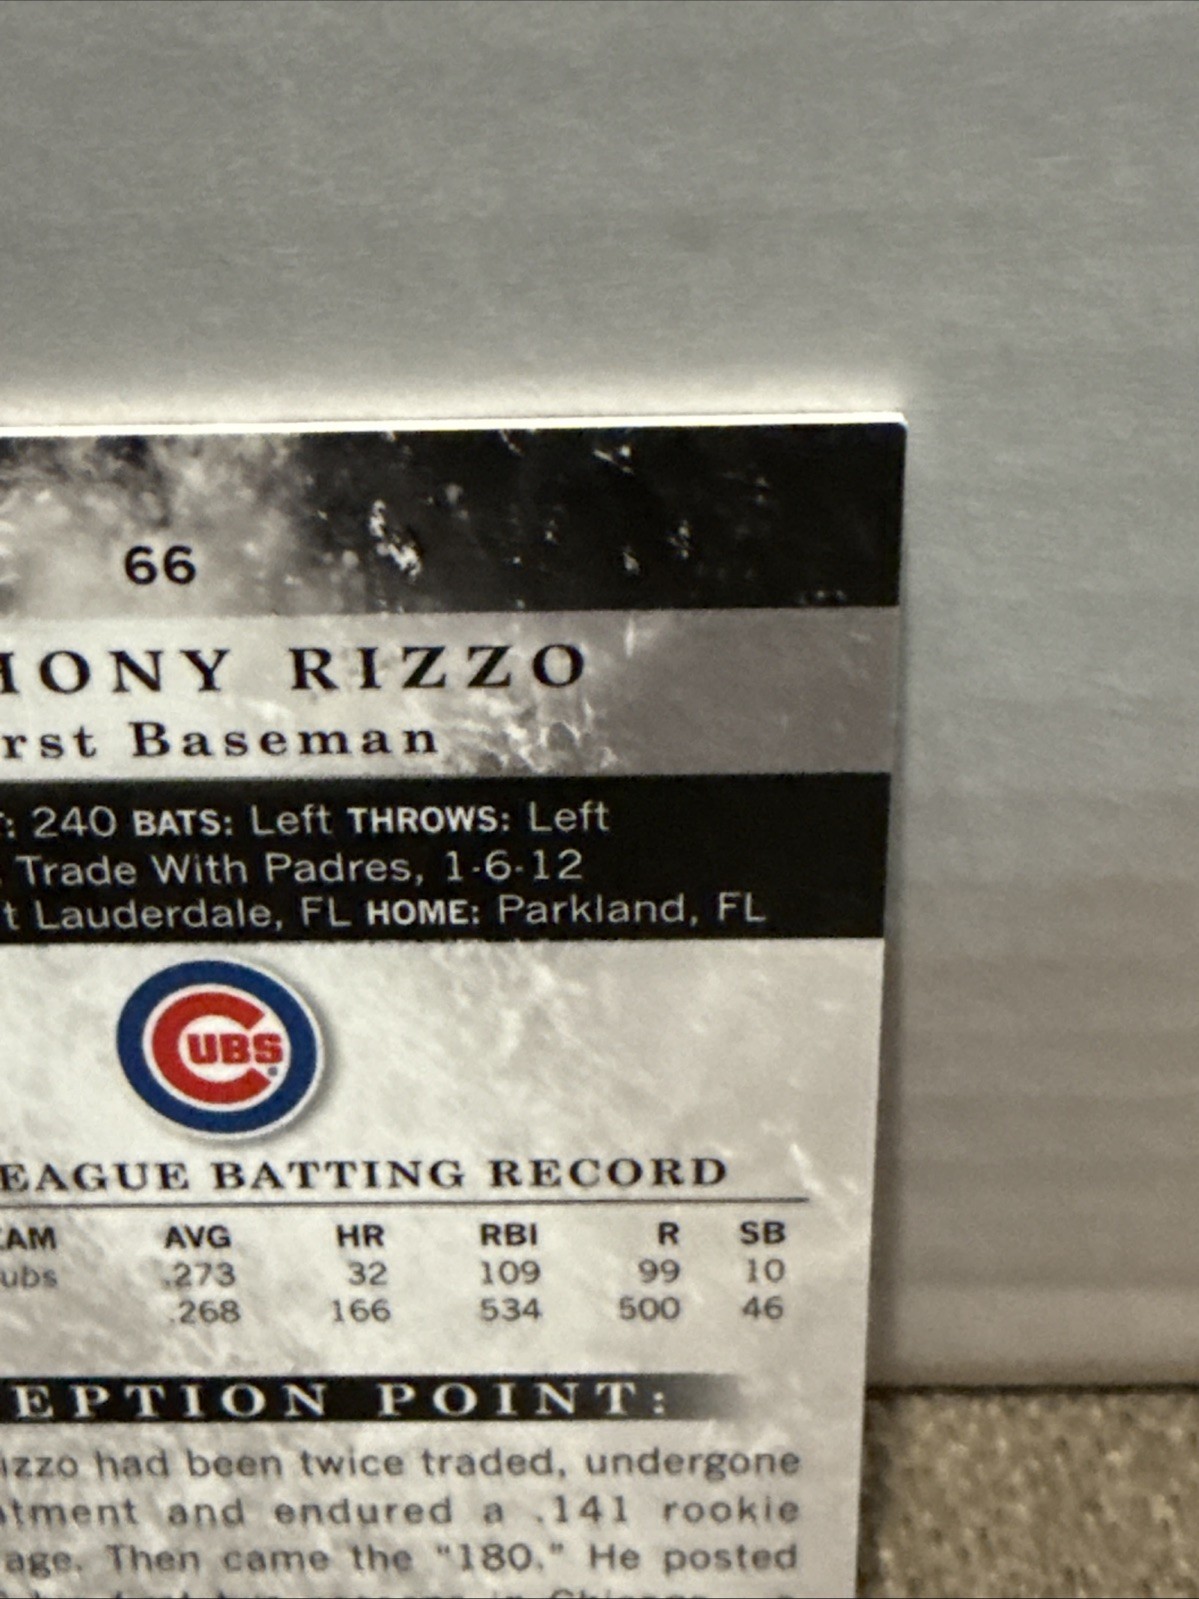 66
HONY RIZZO
rst Baseman
T: 240 BATS: Left THROWS: Left
Trade With Padres, 1-6-12
t Lauderdale, FL HOME: Parkland, FL
CUBS
EAGUE BATTING RECORD
EAM AVG HR RBI R SB
ubs .273 32 109 99 10
.268 166 534 500 46
EPTION POINT:
izzo had been twice traded, undergone
atment and endured a .141 rookie
age. Then came the "180." He posted